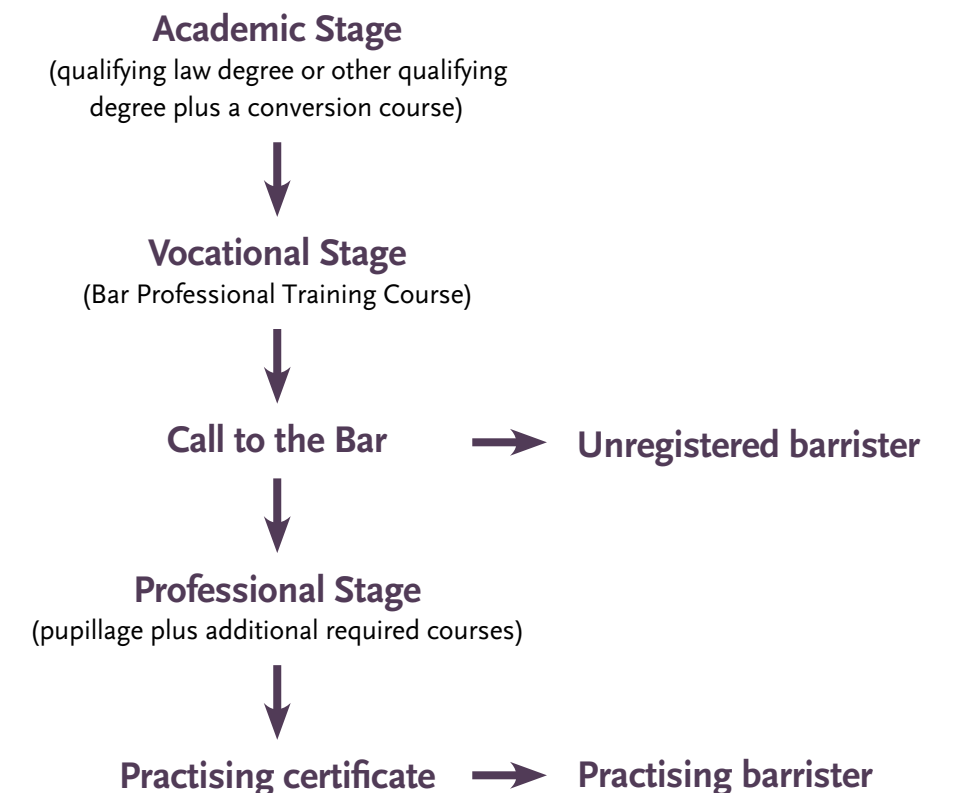 Academic Stage
(qualifying law degree or other qualifying
degree plus a conversion course)
Vocational Stage
(Bar Professional Training Course)
Call to the Bar
Unregistered barrister
Professional Stage
(pupillage plus additional required courses)
Practising certificate
Practising barrister